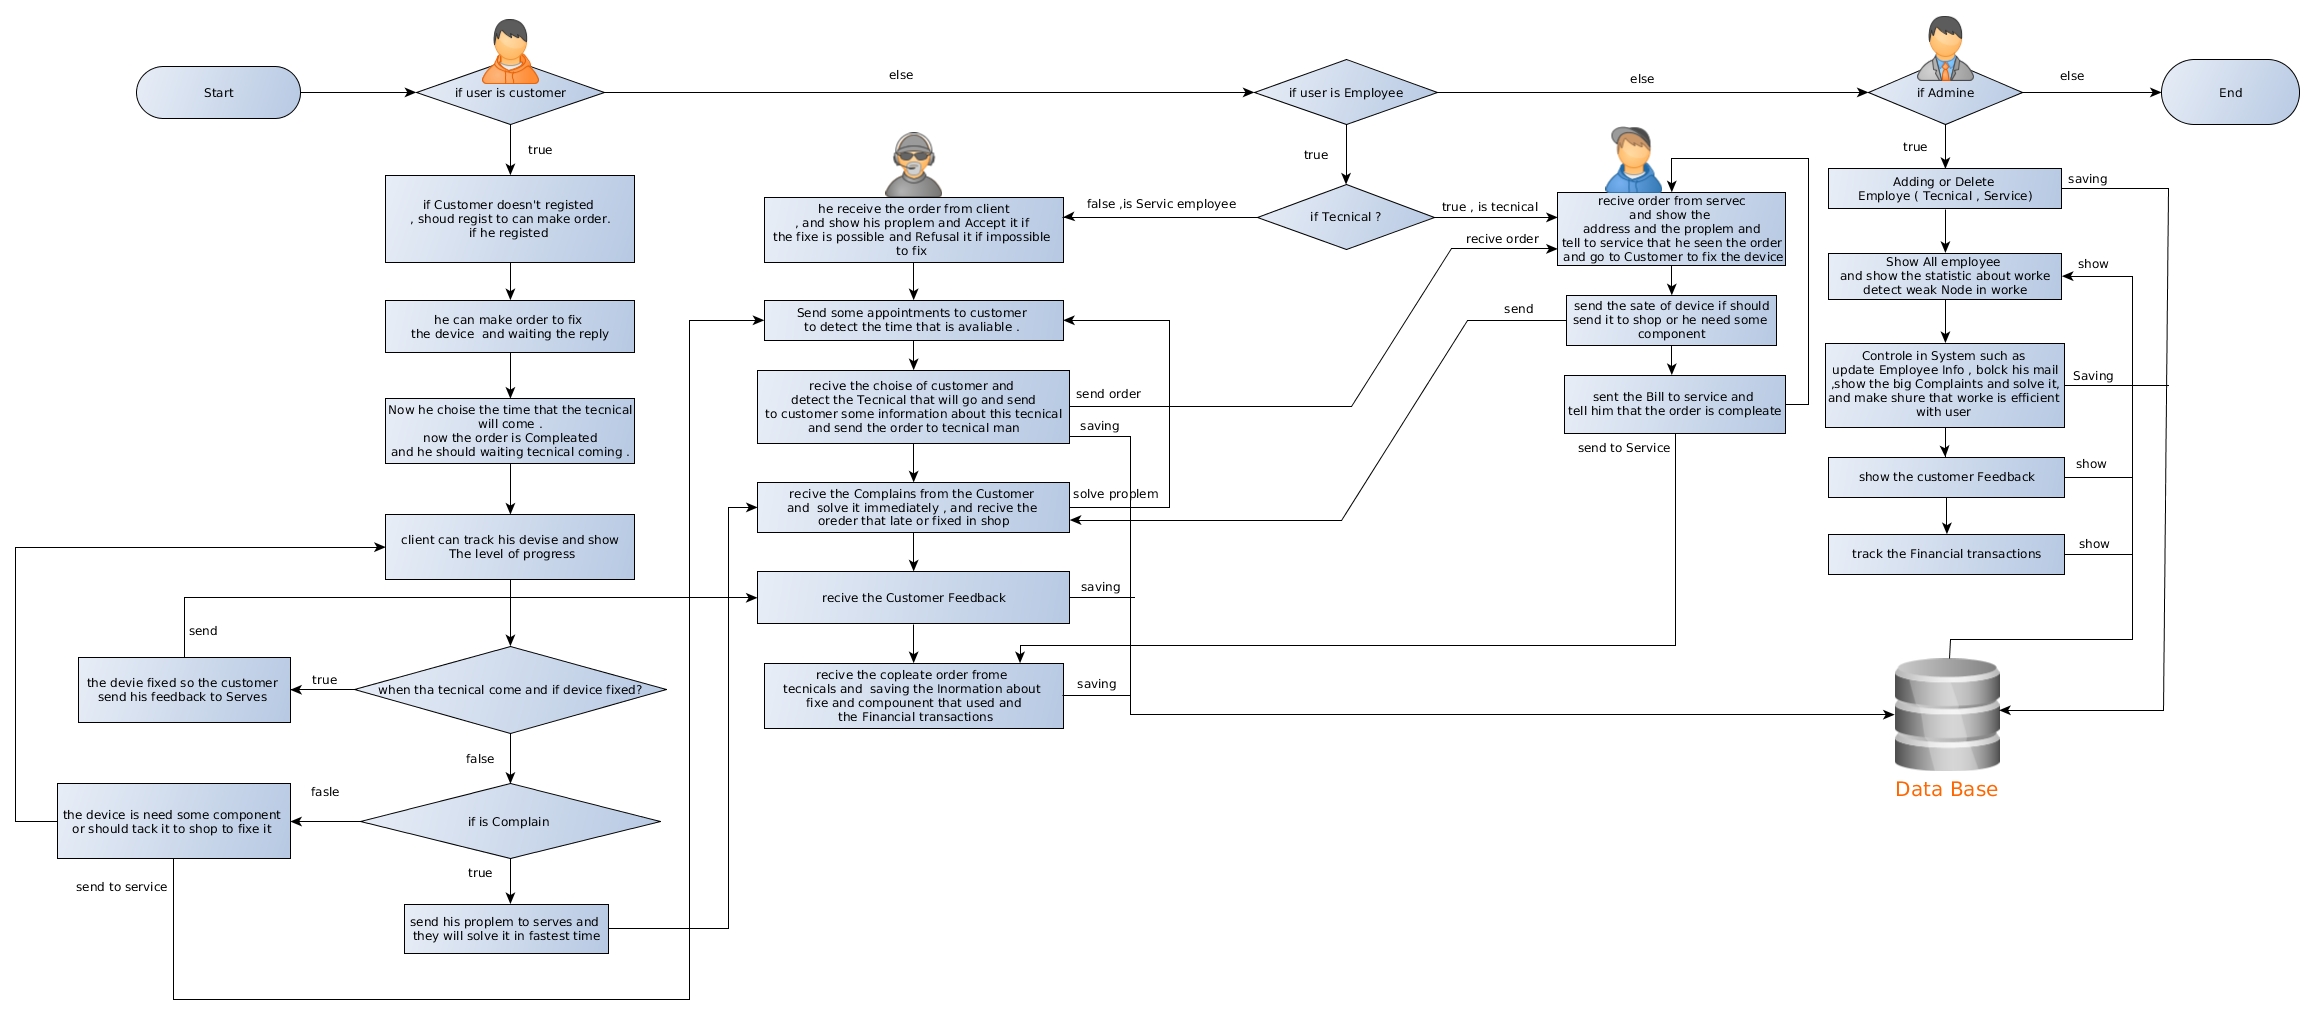 Start
if user is customer
else
if user is Employee
else
if Admine
else
End
true
if Customer doesn't registed
, shoud regist to can make order.
if he registed
he can make order to fix
the device  and waiting the reply
Now he choise the time that the tecnical
will come .
now the order is Compleated
and he should waiting tecnical coming .
client can track his devise and show
The level of progress
when tha tecnical come and if device fixed?
true
the devie fixed so the customer
send his feedback to Serves
send
false
if is Complain
fasle
the device is need some component
or should tack it to shop to fixe it
send to service
true
send his proplem to serves and
they will solve it in fastest time
true
if Tecnical ?
false ,is Servic employee
true , is tecnical
he receive the order from client
, and show his proplem and Accept it if
the fixe is possible and Refusal it if impossible
to fix
Send some appointments to customer
to detect the time that is avaliable .
recive the choise of customer and
detect the Tecnical that will go and send
to customer some information about this tecnical
and send the order to tecnical man
send order
saving
recive the Complains from the Customer
and  solve it immediately , and recive the
oreder that late or fixed in shop
solve problem
recive the Customer Feedback
saving
recive the copleate order frome
tecnicals and  saving the Inormation about
fixe and compounent that used and
the Financial transactions
saving
recive order
recive order from servec
and show the
address and the proplem and
tell to service that he seen the order
and go to Customer to fix the device
send
send the sate of device if should
send it to shop or he need some
component
sent the Bill to service and
tell him that the order is compleate
send to Service
true
Adding or Delete
Employe ( Tecnical , Service)
saving
Show All employee
and show the statistic about worke
detect weak Node in worke
show
Controle in System such as
update Employee Info , bolck his mail
,show the big Complaints and solve it,
and make shure that worke is efficient
with user
Saving
show the customer Feedback
show
track the Financial transactions
show
Data Base